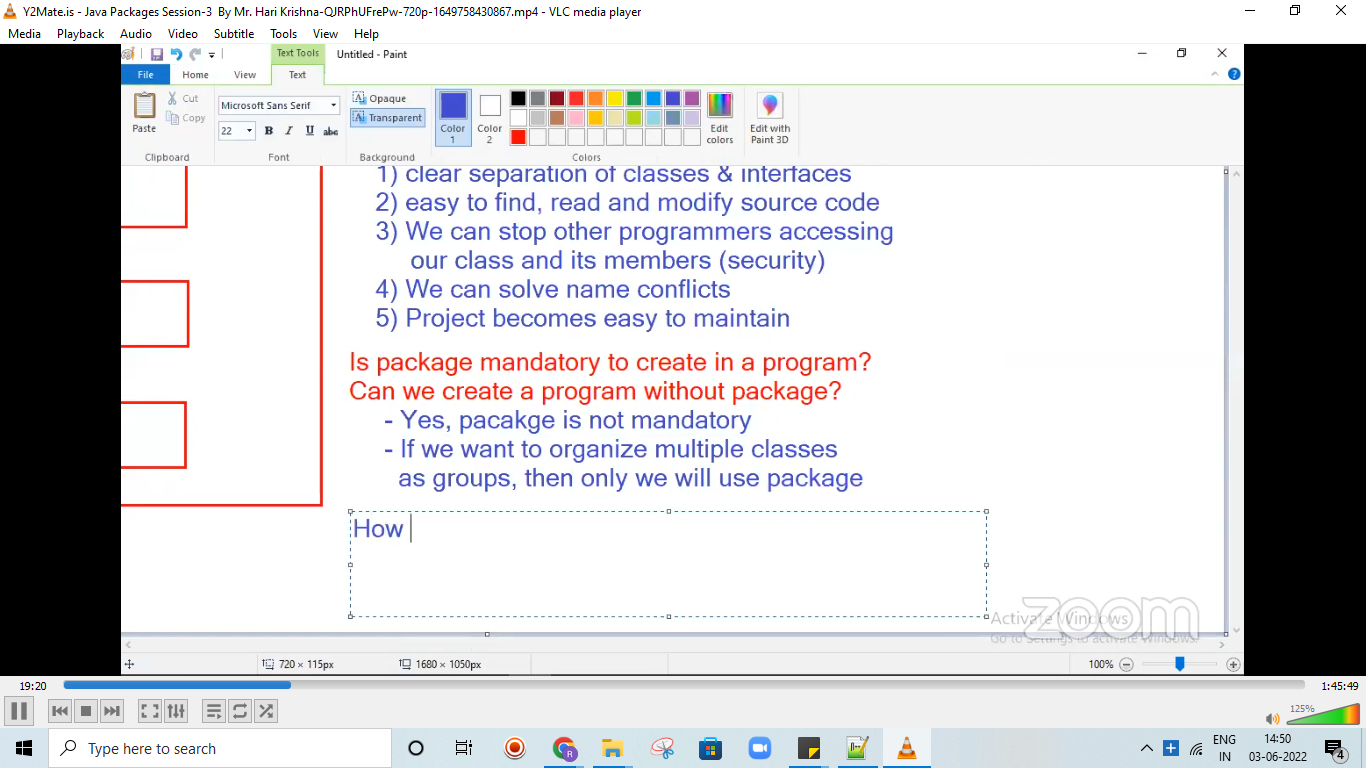 Y2Mate.is - Java Packages Session-3  By Mr. Hari Krishna-QJRPhUFrePw-720p-1649758430867.mp4 - VLC media player
Media Playback Audio Video Subtitle Tools View Help
Text Tools Untitled - Paint
File Home View Text
Paste Cut Copy
Clipboard
Microsoft Sans Serif
22 B I U abc
Font
Opaque
Transparent
Background
Color 1
Color 2
Edit colors
Edit with Paint 3D
Colors
1) clear separation of classes & interfaces
2) easy to find, read and modify source code
3) We can stop other programmers accessing
our class and its members (security)
4) We can solve name conflicts
5) Project becomes easy to maintain
Is package mandatory to create in a program?
Can we create a program without package?
- Yes, pacakge is not mandatory
- If we want to organize multiple classes
as groups, then only we will use package
How
zoom
Activate Windows
Go to Settings to activate Windows.
720 × 115px 1680 × 1050px 100%
19:20 1:45:49
125%
Type here to search
ENG 14:50
IN 03-06-2022 4